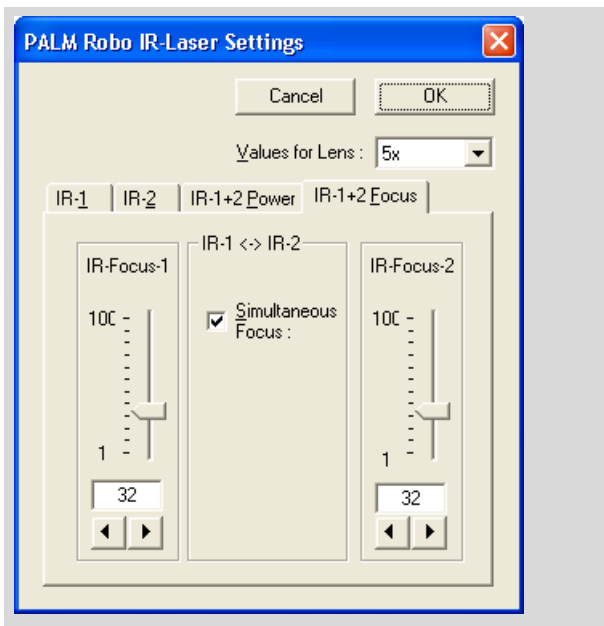 PALM Robo IR-Laser Settings
Cancel
OK
Values for Lens :
5x
IR-1
IR-2
IR-1+2 Power
IR-1+2 Focus
IR-Focus-1
100
1
32
IR-1 <-> IR-2
Simultaneous
Focus :
IR-Focus-2
100
1
32